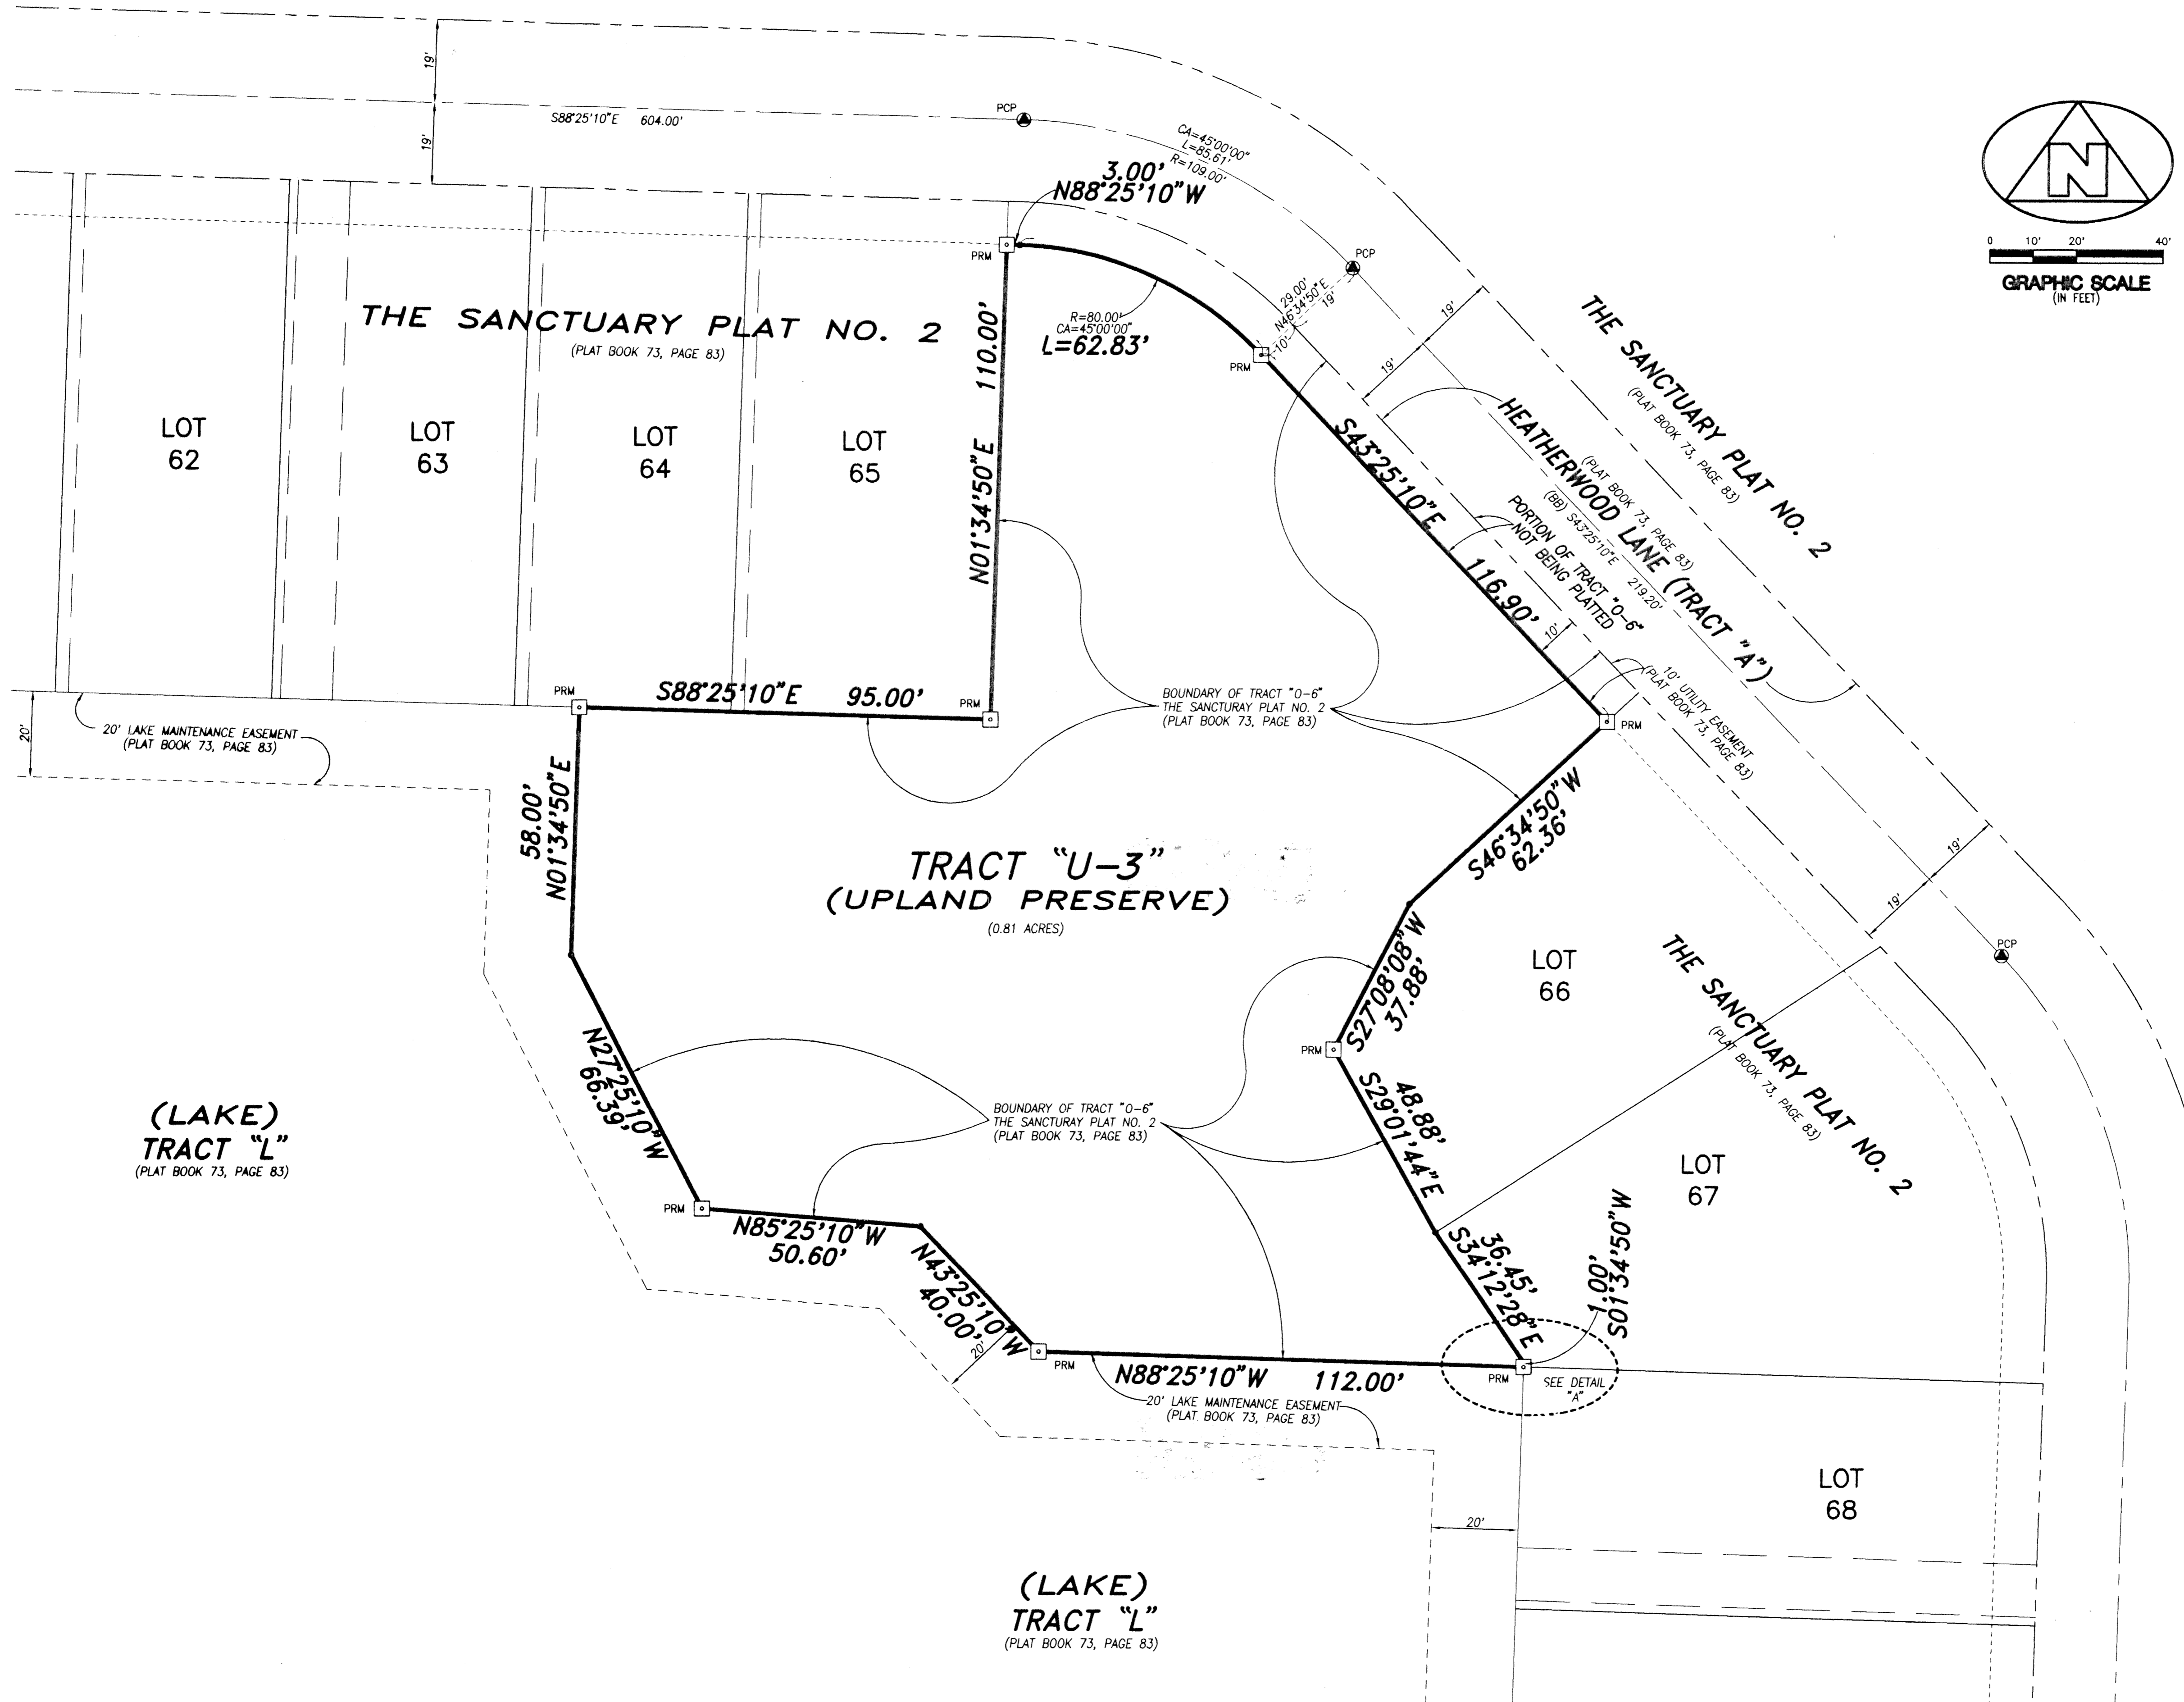 19'
19'
S88°25'10"E 604.00'
PCP
CA=45°00'00"
L=85.61'
R=109.00'
3.00'
N88°25'10"W
PRM
N
0 10' 20' 40'
GRAPHIC SCALE
(IN FEET)
THE SANCTUARY PLAT NO. 2
(PLAT BOOK 73, PAGE 83)
R=80.00'
CA=45°00'00"
L=62.83'
PCP
29.00'
N46°34'50"E
19'
10'
PRM
19'
19'
THE SANCTUARY PLAT NO. 2
(PLAT BOOK 73, PAGE 83)
LOT
62
LOT
63
LOT
64
LOT
65
N01°34'50"E 110.00'
S43°25'10"E 116.90'
HEATHERWOOD LANE (TRACT "A")
(PLAT BOOK 73, PAGE 83)
(BB) S43°25'10"E 219.20'
PORTION OF TRACT "O-6"
NOT BEING PLATTED
10'
10' UTILITY EASEMENT
(PLAT BOOK 73, PAGE 83)
PRM
S88°25'10"E 95.00'
PRM
PRM
BOUNDARY OF TRACT "O-6"
THE SANCTURAY PLAT NO. 2
(PLAT BOOK 73, PAGE 83)
20'
20' LAKE MAINTENANCE EASEMENT
(PLAT BOOK 73, PAGE 83)
58.00'
N01°34'50"E
S46°34'50"W
62.36'
TRACT "U-3"
(UPLAND PRESERVE)
(0.81 ACRES)
19'
19'
PCP
S27°08'08"W
37.88'
LOT
66
THE SANCTUARY PLAT NO. 2
(PLAT BOOK 73, PAGE 83)
PRM
N27°25'10"W
66.39'
48.88'
S29°01'44"E
BOUNDARY OF TRACT "O-6"
THE SANCTURAY PLAT NO. 2
(PLAT BOOK 73, PAGE 83)
(LAKE)
TRACT "L"
(PLAT BOOK 73, PAGE 83)
LOT
67
PRM
N85°25'10"W
50.60'
N43°25'10"W
40.00'
20'
36.45'
S34°12'28"E
1.00'
S01°34'50"W
PRM
N88°25'10"W 112.00'
PRM
SEE DETAIL
"A"
20' LAKE MAINTENANCE EASEMENT
(PLAT BOOK 73, PAGE 83)
20'
LOT
68
(LAKE)
TRACT "L"
(PLAT BOOK 73, PAGE 83)